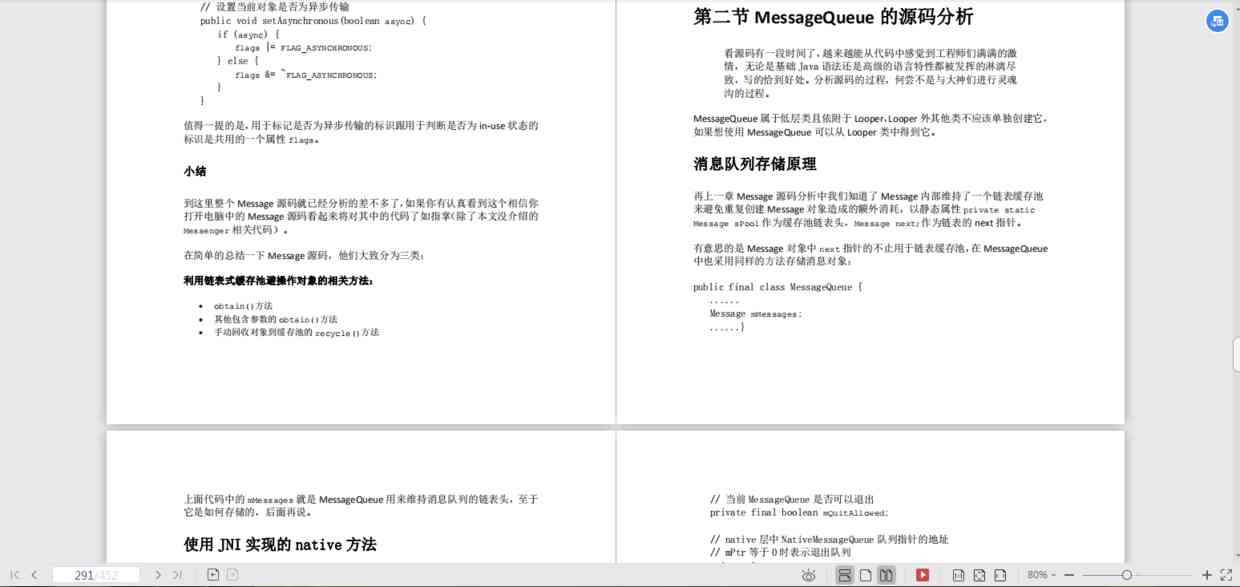 // 设置当前对象是否为异步传输
public void setAsynchronous(boolean async) {
if (async) {
flags |= FLAG_ASYNCHRONOUS;
} else {
flags &= ~FLAG_ASYNCHRONOUS;
}
}
值得一提的是，用于标记是否为异步传输的标识跟用于判断是否为 in-use 状态的
标识是共用的一个属性 flags。
小结
到这里整个 Message 源码就已经分析的差不多了，如果你有认真看到这个相信你
打开电脑中的 Message 源码看起来将对其中的代码了如指掌(除了本文没介绍的
Messenger 相关代码）。
在简单的总结一下 Message 源码，他们大致分为三类：
利用链表式缓存池避操作对象的相关方法：
• obtain()方法
• 其他包含参数的 obtain()方法
• 手动回收对象到缓存池的 recycle()方法
第二节 MessageQueue 的源码分析
看源码有一段时间了，越来越能从代码中感觉到工程师们满满的激
情，无论是基础 Java 语法还是高级的语言特性都被发挥的淋漓尽
致，写的恰到好处。分析源码的过程，何尝不是与大神们进行灵魂
沟的过程。
MessageQueue 属于低层类且依附于 Looper，Looper 外其他类不应该单独创建它，
如果想使用 MessageQueue 可以从 Looper 类中得到它。
消息队列存储原理
再上一章 Message 源码分析中我们知道了 Message 内部维持了一个链表缓存池
来避免重复创建 Message 对象造成的额外消耗，以静态属性 private static
Message sPool 作为缓存池链表头，Message next;作为链表的 next 指针。
有意思的是 Message 对象中 next 指针的不止用于链表缓存池，在 MessageQueue
中也采用同样的方法存储消息对象：
public final class MessageQueue {
......
Message mMessages;
......}
上面代码中的 mMessages 就是 MessageQueue 用来维持消息队列的链表头，至于
它是如何存储的，后面再说。
使用 JNI 实现的 native 方法
// 当前 MessageQueue 是否可以退出
private final boolean mQuitAllowed;
// native 层中 NativeMessageQueue 队列指针的地址
// mPtr 等于 0 时表示退出队列
291/452
80%